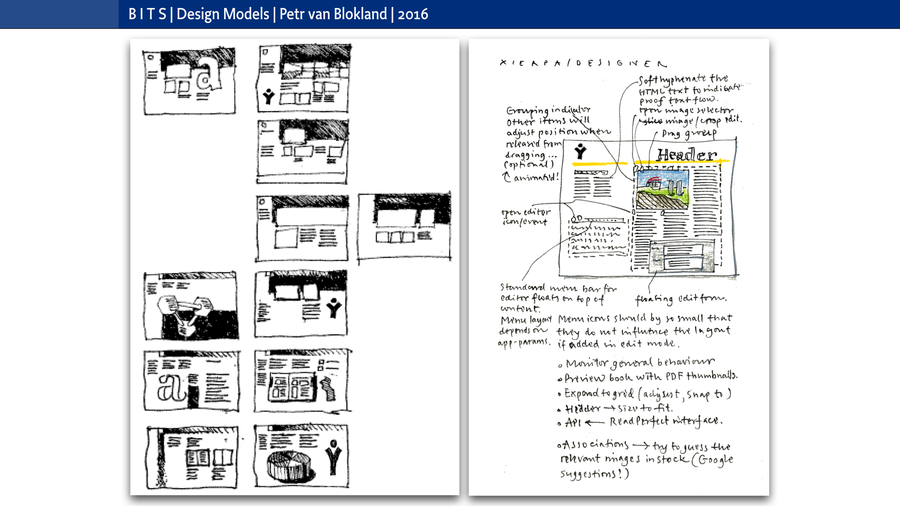 B I T S | Design Models | Petr van Blokland | 2016
a
a
XIERPA/DESIGNER
Soft hyphenate the
HTML text to indicate
proof text flow.
open image selector
image/crop edit.
Drag group
Grouping indicator
Other items will
adjust position when
released from
dragging...
(optional)
animated!
Header
open editor
icon/event
Standard menu bar for
editor floats on top of
content.
Menu layout
depends on
app-params.
floating edit form.
Menu icons should by so small that
they do not influence the layout
if added in edit mode.
• Monitor general behaviour
• Preview book with PDF thumbnails.
• Expand to grid (adjust, snap to)
• Header → size to fit.
• API ← Read Perfect interface.
• Associations → try to guess the
relevant images in stock (Google
suggestions!)